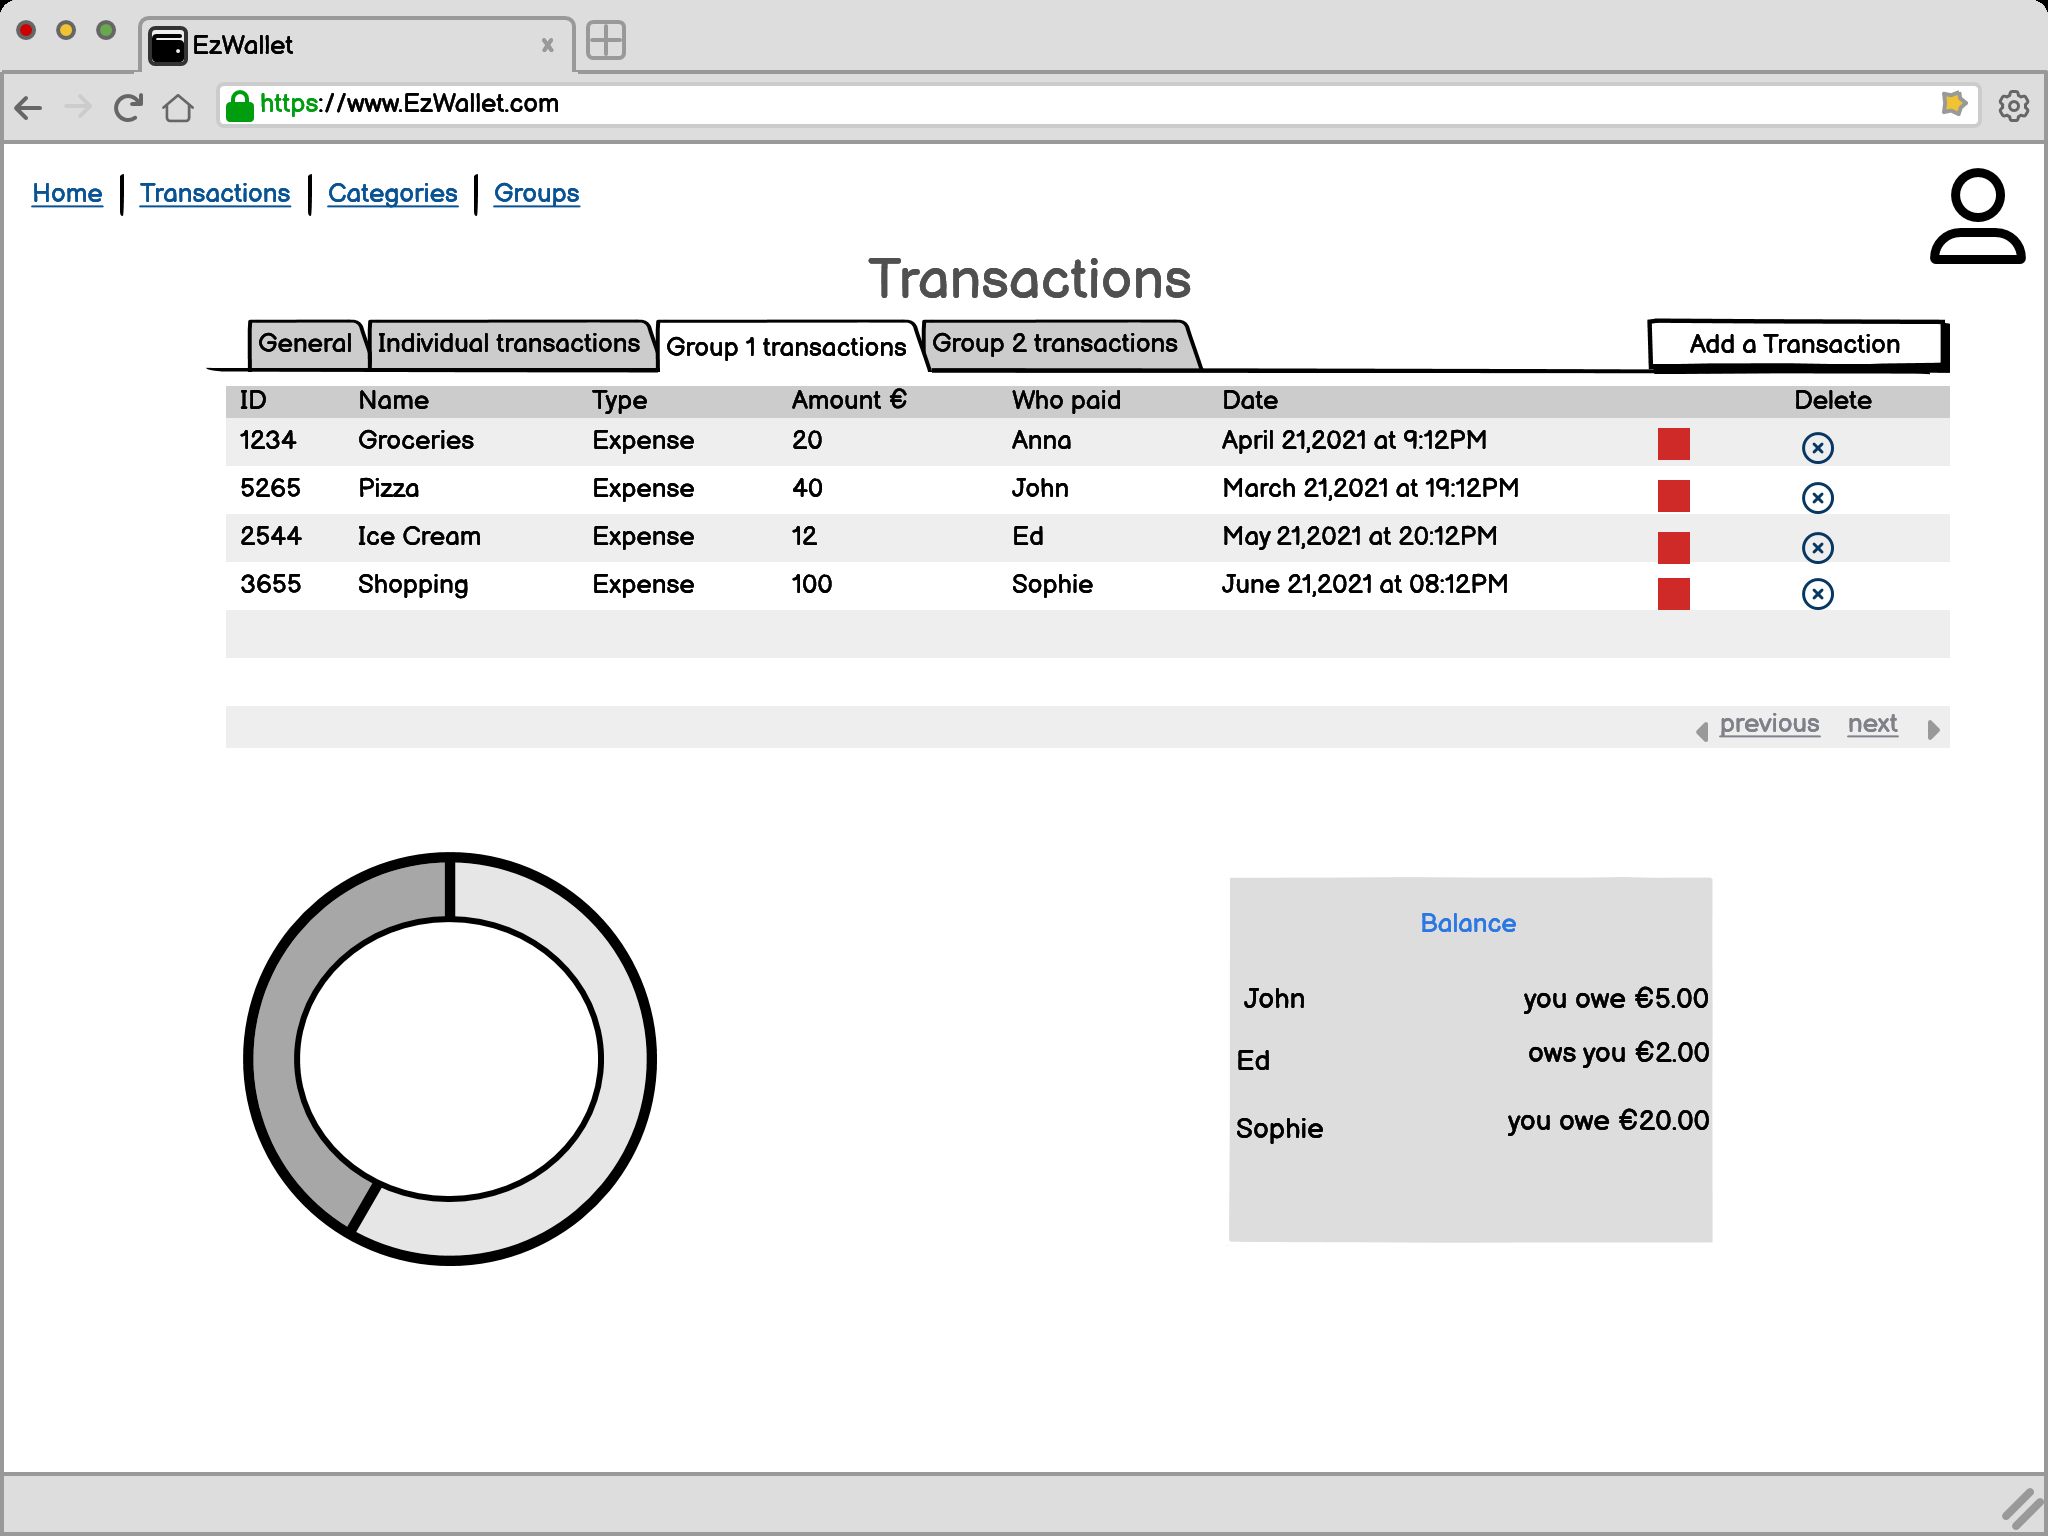 EzWallet
https://www.EzWallet.com
Home Transactions Categories Groups
Transactions
General Individual transactions Group 1 transactions Group 2 transactions Add a Transaction
ID Name Type Amount € Who paid Date Delete
1234 Groceries Expense 20 Anna April 21,2021 at 9:12PM
5265 Pizza Expense 40 John March 21,2021 at 19:12PM
2544 Ice Cream Expense 12 Ed May 21,2021 at 20:12PM
3655 Shopping Expense 100 Sophie June 21,2021 at 08:12PM
previous next
Balance
John you owe €5.00
Ed ows you €2.00
Sophie you owe €20.00